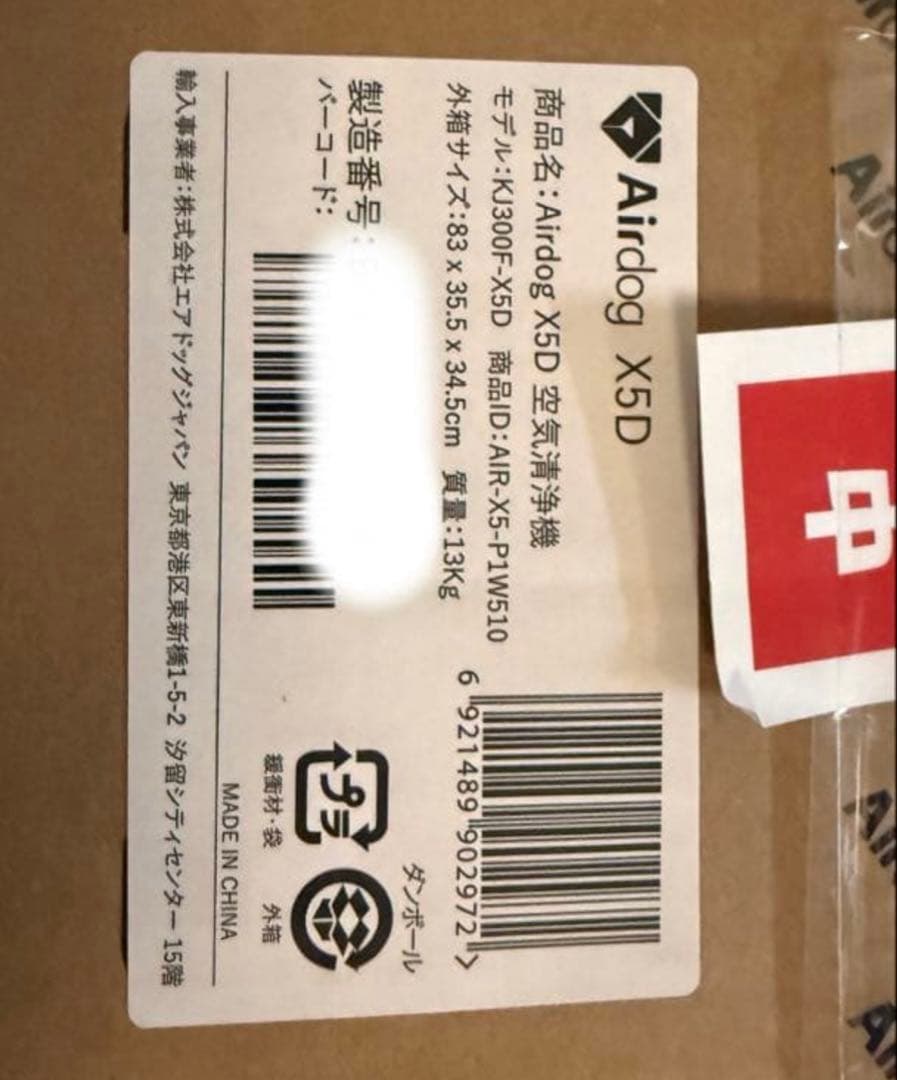 Airdog X5D
商品名:Airdog X5D 空気清浄機
モデル:KJ300F-X5D 商品ID:AIR-X5-P1W510
外箱サイズ:83 x 35.5 x 34.5cm 質量:13Kg
製造番号:
バーコード:
6 921489 902972 >
ダンボール
プラ
緩衝材・袋
外箱
MADE IN CHINA
輸入事業者:株式会社エアドッグジャパン 東京都港区東新橋1-5-2 汐留シティセンター 15階
中
Airdog